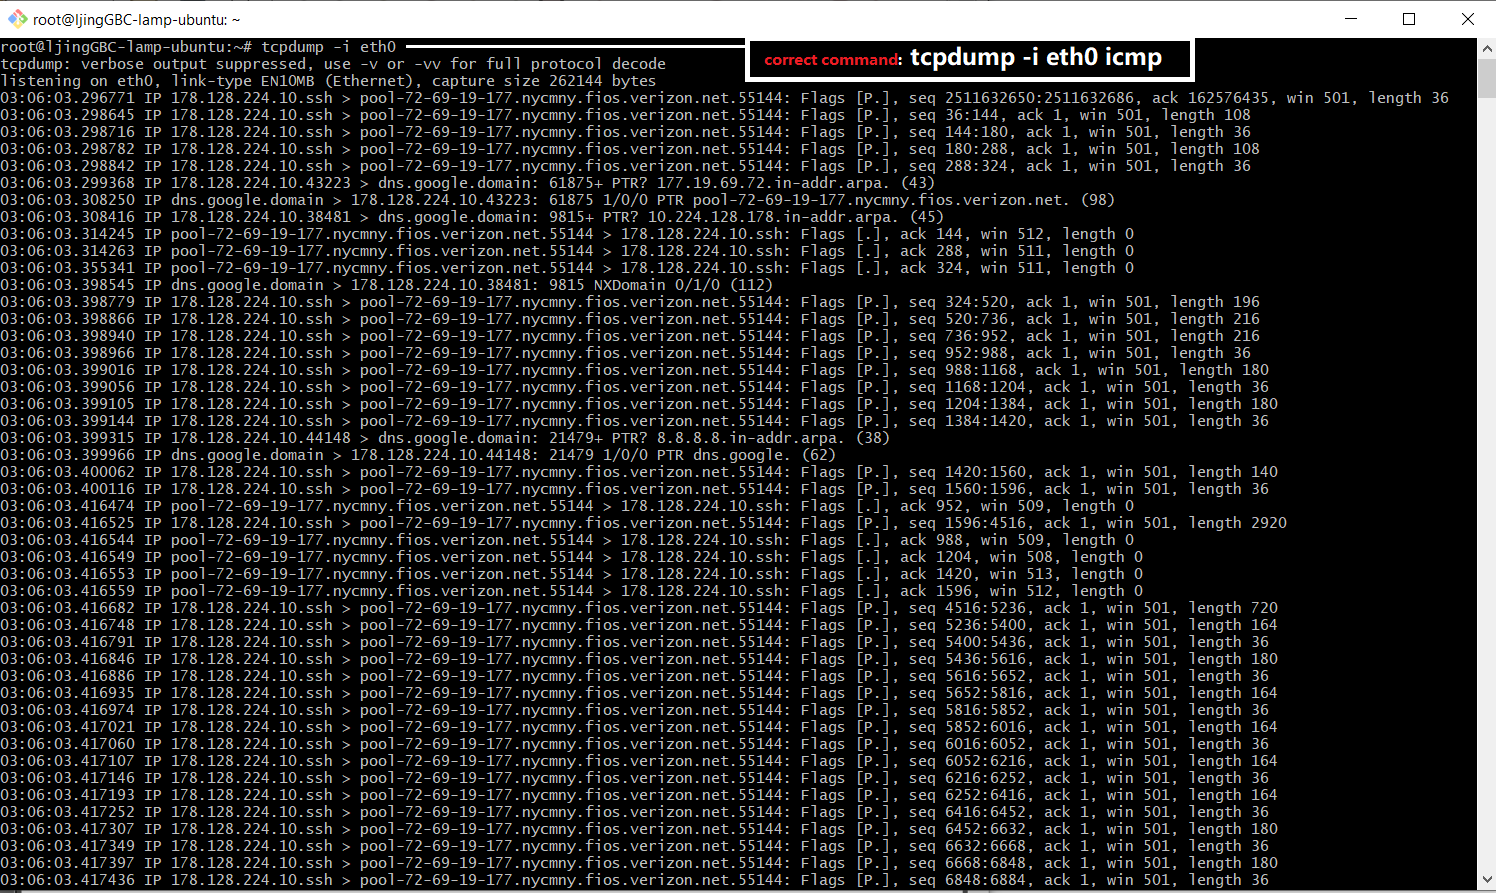 root@ljingGBC-lamp-ubuntu: ~
root@ljingGBC-lamp-ubuntu:~# tcpdump -i eth0
correct command: tcpdump -i eth0 icmp
tcpdump: verbose output suppressed, use -v or -vv for full protocol decode
listening on eth0, link-type EN10MB (Ethernet), capture size 262144 bytes
03:06:03.296771 IP 178.128.224.10.ssh > pool-72-69-19-177.nycmny.fios.verizon.net.55144: Flags [P.], seq 2511632650:2511632686, ack 162576435, win 501, length 36
03:06:03.298645 IP 178.128.224.10.ssh > pool-72-69-19-177.nycmny.fios.verizon.net.55144: Flags [P.], seq 36:144, ack 1, win 501, length 108
03:06:03.298716 IP 178.128.224.10.ssh > pool-72-69-19-177.nycmny.fios.verizon.net.55144: Flags [P.], seq 144:180, ack 1, win 501, length 36
03:06:03.298782 IP 178.128.224.10.ssh > pool-72-69-19-177.nycmny.fios.verizon.net.55144: Flags [P.], seq 180:288, ack 1, win 501, length 108
03:06:03.298842 IP 178.128.224.10.ssh > pool-72-69-19-177.nycmny.fios.verizon.net.55144: Flags [P.], seq 288:324, ack 1, win 501, length 36
03:06:03.299368 IP 178.128.224.10.43223 > dns.google.domain: 61875+ PTR? 177.19.69.72.in-addr.arpa. (43)
03:06:03.308250 IP dns.google.domain > 178.128.224.10.43223: 61875 1/0/0 PTR pool-72-69-19-177.nycmny.fios.verizon.net. (98)
03:06:03.308416 IP 178.128.224.10.38481 > dns.google.domain: 9815+ PTR? 10.224.128.178.in-addr.arpa. (45)
03:06:03.314245 IP pool-72-69-19-177.nycmny.fios.verizon.net.55144 > 178.128.224.10.ssh: Flags [.], ack 144, win 512, length 0
03:06:03.314263 IP pool-72-69-19-177.nycmny.fios.verizon.net.55144 > 178.128.224.10.ssh: Flags [.], ack 288, win 511, length 0
03:06:03.355341 IP pool-72-69-19-177.nycmny.fios.verizon.net.55144 > 178.128.224.10.ssh: Flags [.], ack 324, win 511, length 0
03:06:03.398545 IP dns.google.domain > 178.128.224.10.38481: 9815 NXDomain 0/1/0 (112)
03:06:03.398779 IP 178.128.224.10.ssh > pool-72-69-19-177.nycmny.fios.verizon.net.55144: Flags [P.], seq 324:520, ack 1, win 501, length 196
03:06:03.398866 IP 178.128.224.10.ssh > pool-72-69-19-177.nycmny.fios.verizon.net.55144: Flags [P.], seq 520:736, ack 1, win 501, length 216
03:06:03.398940 IP 178.128.224.10.ssh > pool-72-69-19-177.nycmny.fios.verizon.net.55144: Flags [P.], seq 736:952, ack 1, win 501, length 216
03:06:03.398966 IP 178.128.224.10.ssh > pool-72-69-19-177.nycmny.fios.verizon.net.55144: Flags [P.], seq 952:988, ack 1, win 501, length 36
03:06:03.399016 IP 178.128.224.10.ssh > pool-72-69-19-177.nycmny.fios.verizon.net.55144: Flags [P.], seq 988:1168, ack 1, win 501, length 180
03:06:03.399056 IP 178.128.224.10.ssh > pool-72-69-19-177.nycmny.fios.verizon.net.55144: Flags [P.], seq 1168:1204, ack 1, win 501, length 36
03:06:03.399105 IP 178.128.224.10.ssh > pool-72-69-19-177.nycmny.fios.verizon.net.55144: Flags [P.], seq 1204:1384, ack 1, win 501, length 180
03:06:03.399144 IP 178.128.224.10.ssh > pool-72-69-19-177.nycmny.fios.verizon.net.55144: Flags [P.], seq 1384:1420, ack 1, win 501, length 36
03:06:03.399315 IP 178.128.224.10.44148 > dns.google.domain: 21479+ PTR? 8.8.8.8.in-addr.arpa. (38)
03:06:03.399966 IP dns.google.domain > 178.128.224.10.44148: 21479 1/0/0 PTR dns.google. (62)
03:06:03.400062 IP 178.128.224.10.ssh > pool-72-69-19-177.nycmny.fios.verizon.net.55144: Flags [P.], seq 1420:1560, ack 1, win 501, length 140
03:06:03.400116 IP 178.128.224.10.ssh > pool-72-69-19-177.nycmny.fios.verizon.net.55144: Flags [P.], seq 1560:1596, ack 1, win 501, length 36
03:06:03.416474 IP pool-72-69-19-177.nycmny.fios.verizon.net.55144 > 178.128.224.10.ssh: Flags [.], ack 952, win 509, length 0
03:06:03.416525 IP 178.128.224.10.ssh > pool-72-69-19-177.nycmny.fios.verizon.net.55144: Flags [P.], seq 1596:4516, ack 1, win 501, length 2920
03:06:03.416544 IP pool-72-69-19-177.nycmny.fios.verizon.net.55144 > 178.128.224.10.ssh: Flags [.], ack 988, win 509, length 0
03:06:03.416549 IP pool-72-69-19-177.nycmny.fios.verizon.net.55144 > 178.128.224.10.ssh: Flags [.], ack 1204, win 508, length 0
03:06:03.416553 IP pool-72-69-19-177.nycmny.fios.verizon.net.55144 > 178.128.224.10.ssh: Flags [.], ack 1420, win 513, length 0
03:06:03.416559 IP pool-72-69-19-177.nycmny.fios.verizon.net.55144 > 178.128.224.10.ssh: Flags [.], ack 1596, win 512, length 0
03:06:03.416682 IP 178.128.224.10.ssh > pool-72-69-19-177.nycmny.fios.verizon.net.55144: Flags [P.], seq 4516:5236, ack 1, win 501, length 720
03:06:03.416748 IP 178.128.224.10.ssh > pool-72-69-19-177.nycmny.fios.verizon.net.55144: Flags [P.], seq 5236:5400, ack 1, win 501, length 164
03:06:03.416791 IP 178.128.224.10.ssh > pool-72-69-19-177.nycmny.fios.verizon.net.55144: Flags [P.], seq 5400:5436, ack 1, win 501, length 36
03:06:03.416846 IP 178.128.224.10.ssh > pool-72-69-19-177.nycmny.fios.verizon.net.55144: Flags [P.], seq 5436:5616, ack 1, win 501, length 180
03:06:03.416886 IP 178.128.224.10.ssh > pool-72-69-19-177.nycmny.fios.verizon.net.55144: Flags [P.], seq 5616:5652, ack 1, win 501, length 36
03:06:03.416935 IP 178.128.224.10.ssh > pool-72-69-19-177.nycmny.fios.verizon.net.55144: Flags [P.], seq 5652:5816, ack 1, win 501, length 164
03:06:03.416974 IP 178.128.224.10.ssh > pool-72-69-19-177.nycmny.fios.verizon.net.55144: Flags [P.], seq 5816:5852, ack 1, win 501, length 36
03:06:03.417021 IP 178.128.224.10.ssh > pool-72-69-19-177.nycmny.fios.verizon.net.55144: Flags [P.], seq 5852:6016, ack 1, win 501, length 164
03:06:03.417060 IP 178.128.224.10.ssh > pool-72-69-19-177.nycmny.fios.verizon.net.55144: Flags [P.], seq 6016:6052, ack 1, win 501, length 36
03:06:03.417107 IP 178.128.224.10.ssh > pool-72-69-19-177.nycmny.fios.verizon.net.55144: Flags [P.], seq 6052:6216, ack 1, win 501, length 164
03:06:03.417146 IP 178.128.224.10.ssh > pool-72-69-19-177.nycmny.fios.verizon.net.55144: Flags [P.], seq 6216:6252, ack 1, win 501, length 36
03:06:03.417193 IP 178.128.224.10.ssh > pool-72-69-19-177.nycmny.fios.verizon.net.55144: Flags [P.], seq 6252:6416, ack 1, win 501, length 164
03:06:03.417252 IP 178.128.224.10.ssh > pool-72-69-19-177.nycmny.fios.verizon.net.55144: Flags [P.], seq 6416:6452, ack 1, win 501, length 36
03:06:03.417307 IP 178.128.224.10.ssh > pool-72-69-19-177.nycmny.fios.verizon.net.55144: Flags [P.], seq 6452:6632, ack 1, win 501, length 180
03:06:03.417349 IP 178.128.224.10.ssh > pool-72-69-19-177.nycmny.fios.verizon.net.55144: Flags [P.], seq 6632:6668, ack 1, win 501, length 36
03:06:03.417397 IP 178.128.224.10.ssh > pool-72-69-19-177.nycmny.fios.verizon.net.55144: Flags [P.], seq 6668:6848, ack 1, win 501, length 180
03:06:03.417436 IP 178.128.224.10.ssh > pool-72-69-19-177.nycmny.fios.verizon.net.55144: Flags [P.], seq 6848:6884, ack 1, win 501, length 36